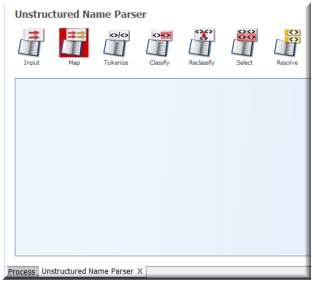 Unstructured Name Parser
Input Map Tokenize Classify Reclassify Select Resolve
Process Unstructured Name Parser X